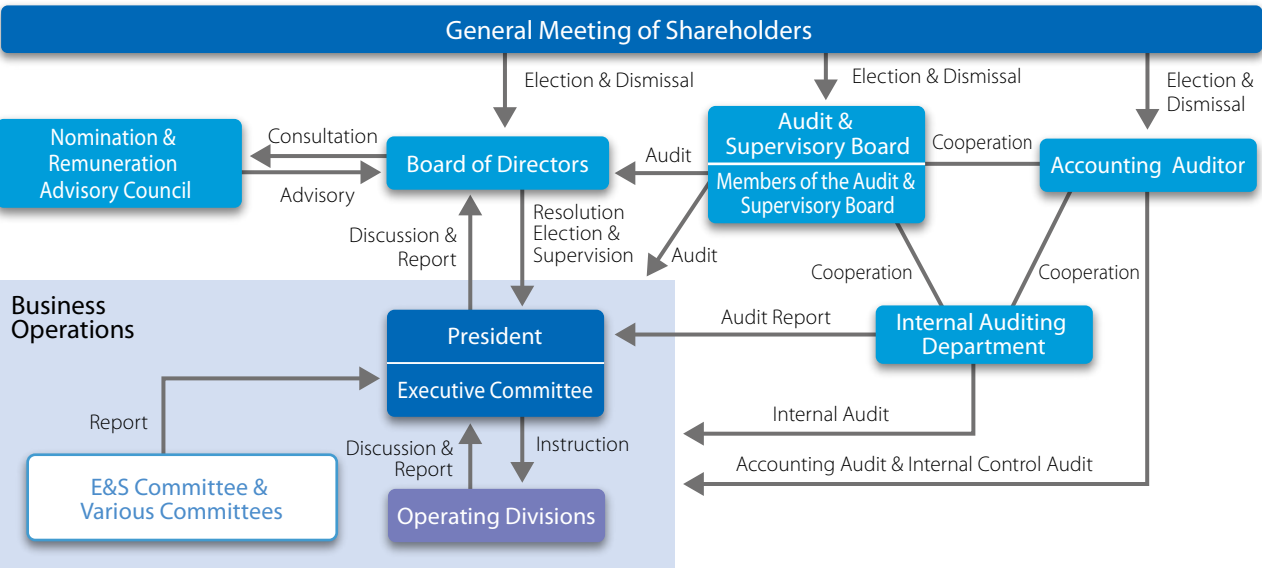 General Meeting of Shareholders
Election & Dismissal
Election & Dismissal
Election &
Dismissal
Nomination &
Remuneration
Advisory Council
Consultation
Advisory
Board of Directors
Audit
Audit &
Supervisory Board
Members of the Audit &
Supervisory Board
Cooperation
Accounting Auditor
Discussion &
Report
Resolution
Election &
Supervision
Audit
Cooperation
Cooperation
Business
Operations
President
Executive Committee
Audit Report
Internal Auditing
Department
Report
Internal Audit
Discussion &
Report
Instruction
Accounting Audit & Internal Control Audit
E&S Committee &
Various Committees
Operating Divisions